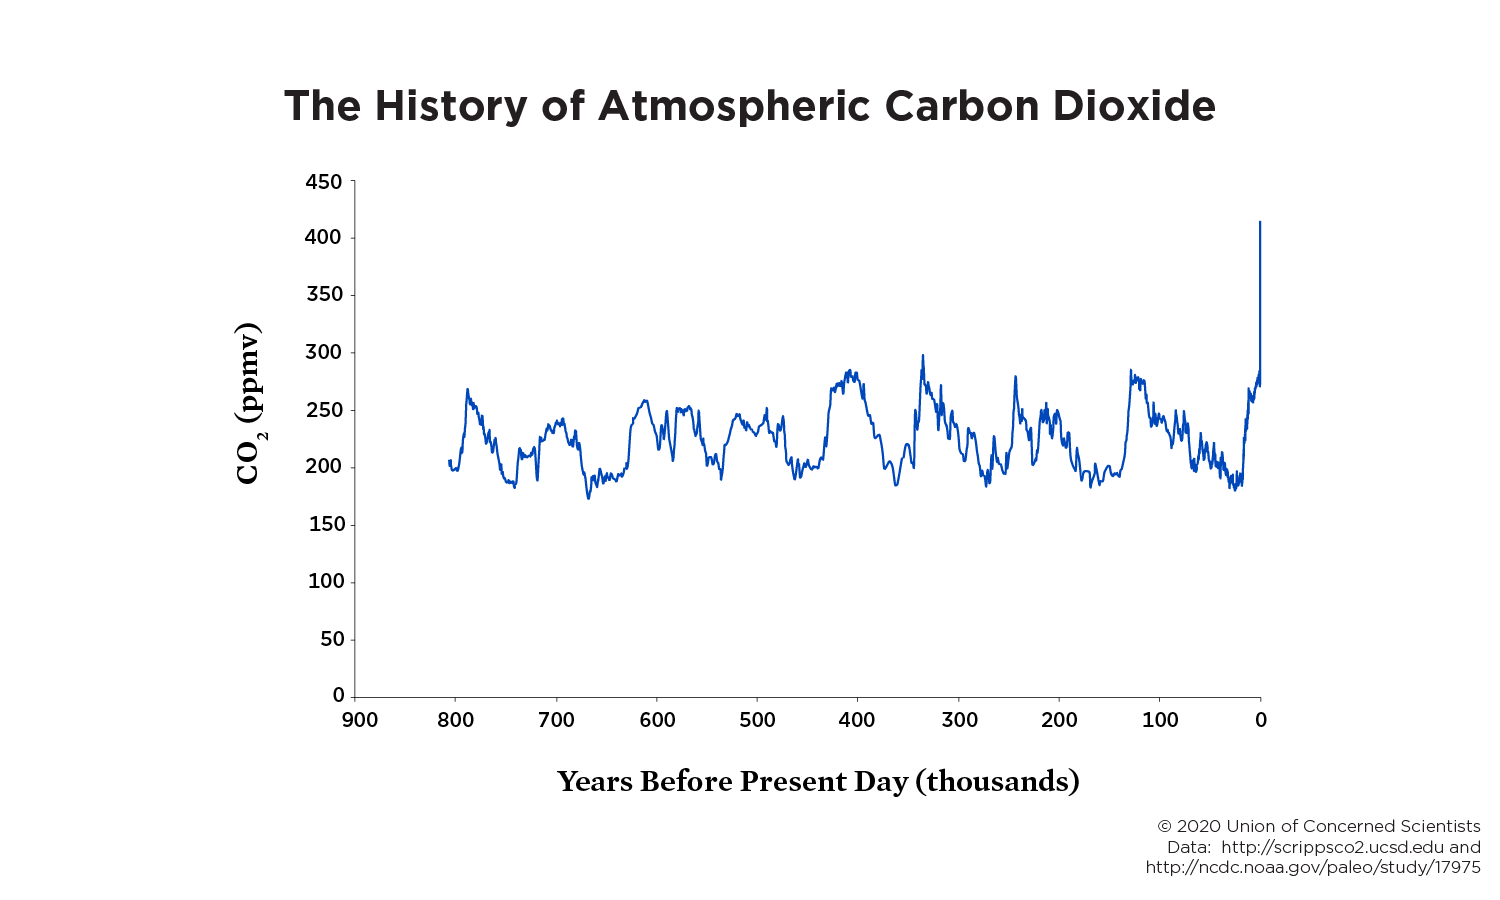 The History of Atmospheric Carbon Dioxide
450
400
350
300
250
200
150
100
50
0
CO2 (ppmv)
900 800 700 600 500 400 300 200 100 0
Years Before Present Day (thousands)
© 2020 Union of Concerned Scientists
Data: http://scrippsco2.ucsd.edu and
http://ncdc.noaa.gov/paleo/study/17975